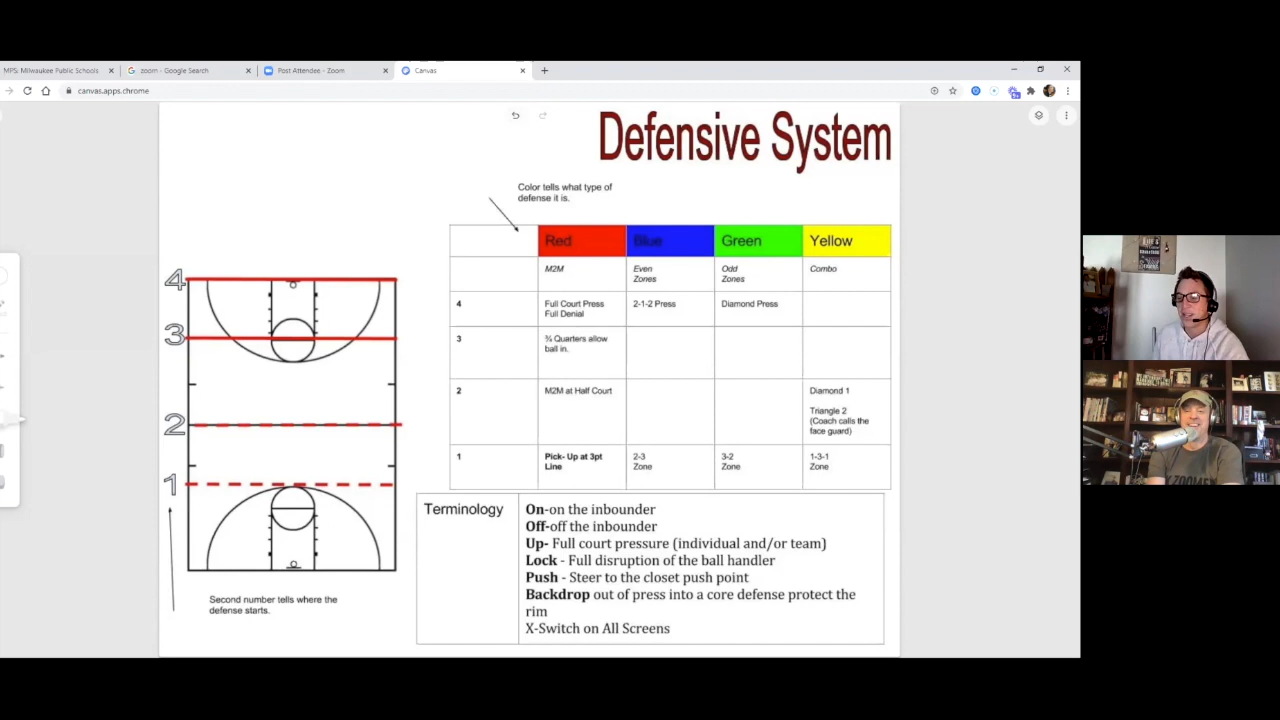 MPS: Milwaukee Public Schools
zoom - Google Search
Post Attendee - Zoom
Canvas
canvas.apps.chrome
Defensive System
Color tells what type of
defense it is.
Red Blue Green Yellow
M2M Even Zones Odd Zones Combo
4 Full Court Press Full Denial 2-1-2 Press Diamond Press
3 ¾ Quarters allow ball in.
2 M2M at Half Court Diamond 1
Triangle 2
(Coach calls the
face guard)
1 Pick- Up at 3pt Line 2-3 Zone 3-2 Zone 1-3-1 Zone
4
3
2
1
Second number tells where the
defense starts.
Terminology
On-on the inbounder
Off-off the inbounder
Up- Full court pressure (individual and/or team)
Lock - Full disruption of the ball handler
Push - Steer to the closet push point
Backdrop out of press into a core defense protect the
rim
X-Switch on All Screens